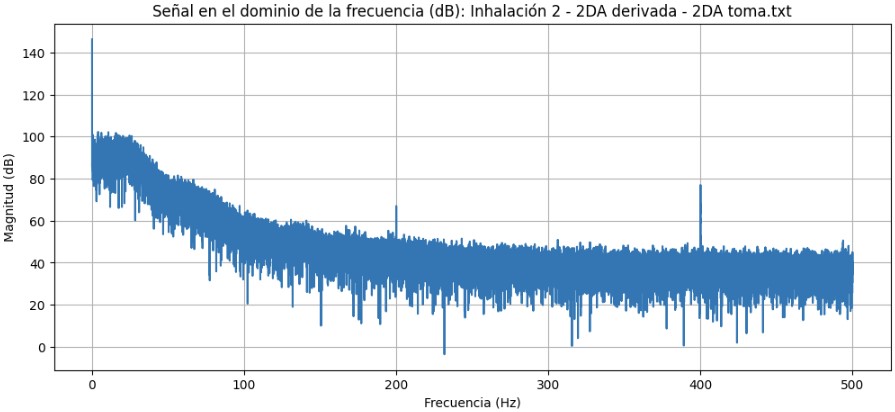 Señal en el dominio de la frecuencia (dB): Inhalación 2 - 2DA derivada - 2DA toma.txt
Magnitud (dB)
140
120
100
80
60
40
20
0
0 100 200 300 400 500
Frecuencia (Hz)